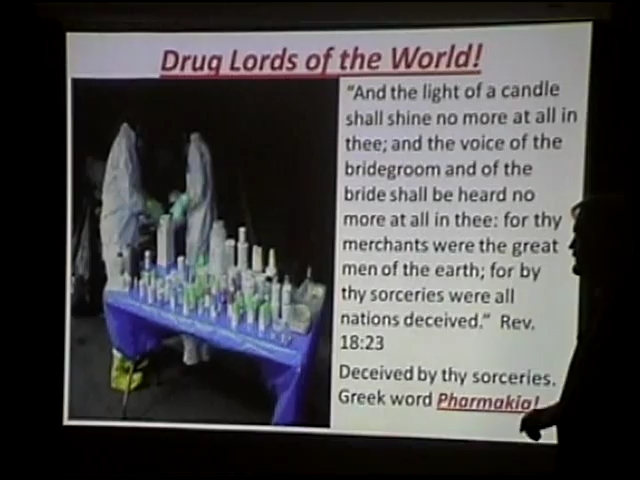 Drug Lords of the World!
"And the light of a candle
shall shine no more at all in
thee; and the voice of the
bridegroom and of the
bride shall be heard no
more at all in thee: for thy
merchants were the great
men of the earth; for by
thy sorceries were all
nations deceived." Rev.
18:23
Deceived by thy sorceries.
Greek word Pharmakia!